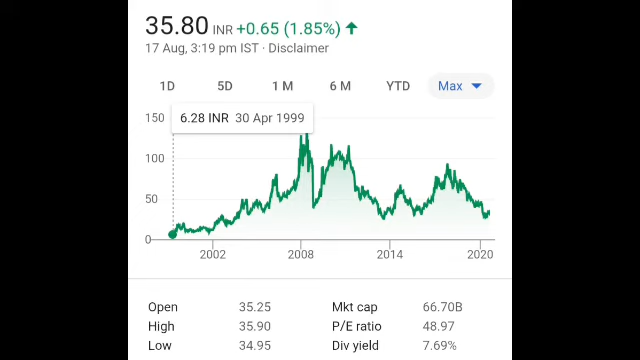 35.80 INR +0.65 (1.85%) ↑
17 Aug, 3:19 pm IST · Disclaimer
1D 5D 1 M 6 M YTD Max
6.28 INR 30 Apr 1999
150
100
50
0
2002 2008 2014 2020
Open 35.25 Mkt cap 66.70B
High 35.90 P/E ratio 48.97
Low 34.95 Div yield 7.69%